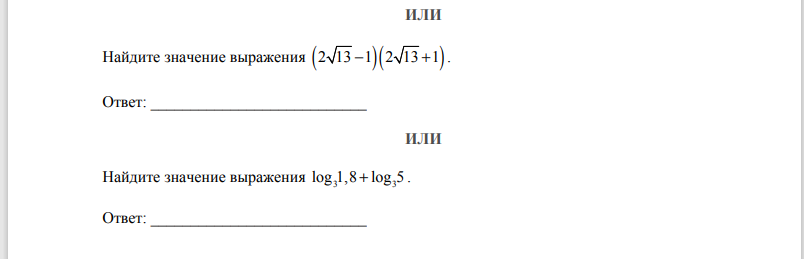 ИЛИ
Найдите значение выражения (2√13−1)(2√13+1).
Ответ: ___________________________
ИЛИ
Найдите значение выражения log₃1,8+log₃5.
Ответ: ___________________________